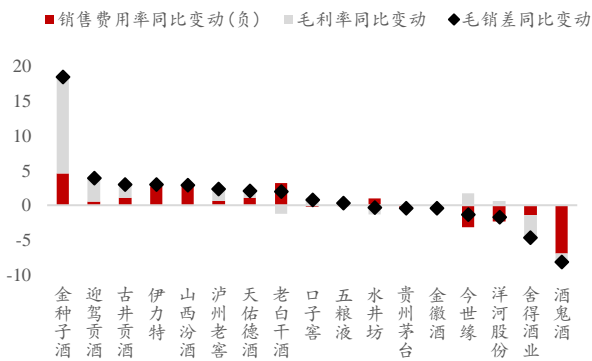 销售费用率同比变动(负) 毛利率同比变动 毛销差同比变动
20
15
10
5
0
-5
-10
金种子酒
迎驾贡酒
古井贡酒
伊力特
山西汾酒
泸州老窖
天佑德酒
老白干酒
口子窖
五粮液
水井坊
贵州茅台
金徽酒
今世缘
洋河股份
舍得酒业
酒鬼酒